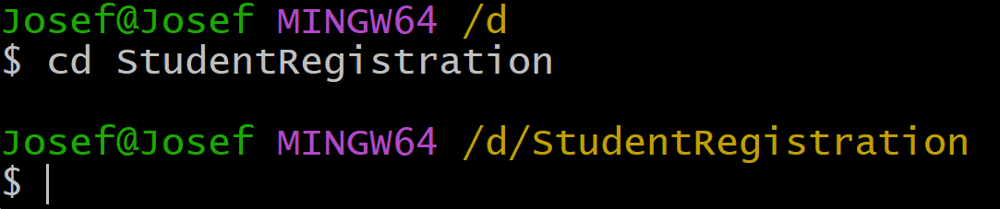 Josef@Josef MINGW64 /d
$ cd StudentRegistration
Josef@Josef MINGW64 /d/StudentRegistration
$